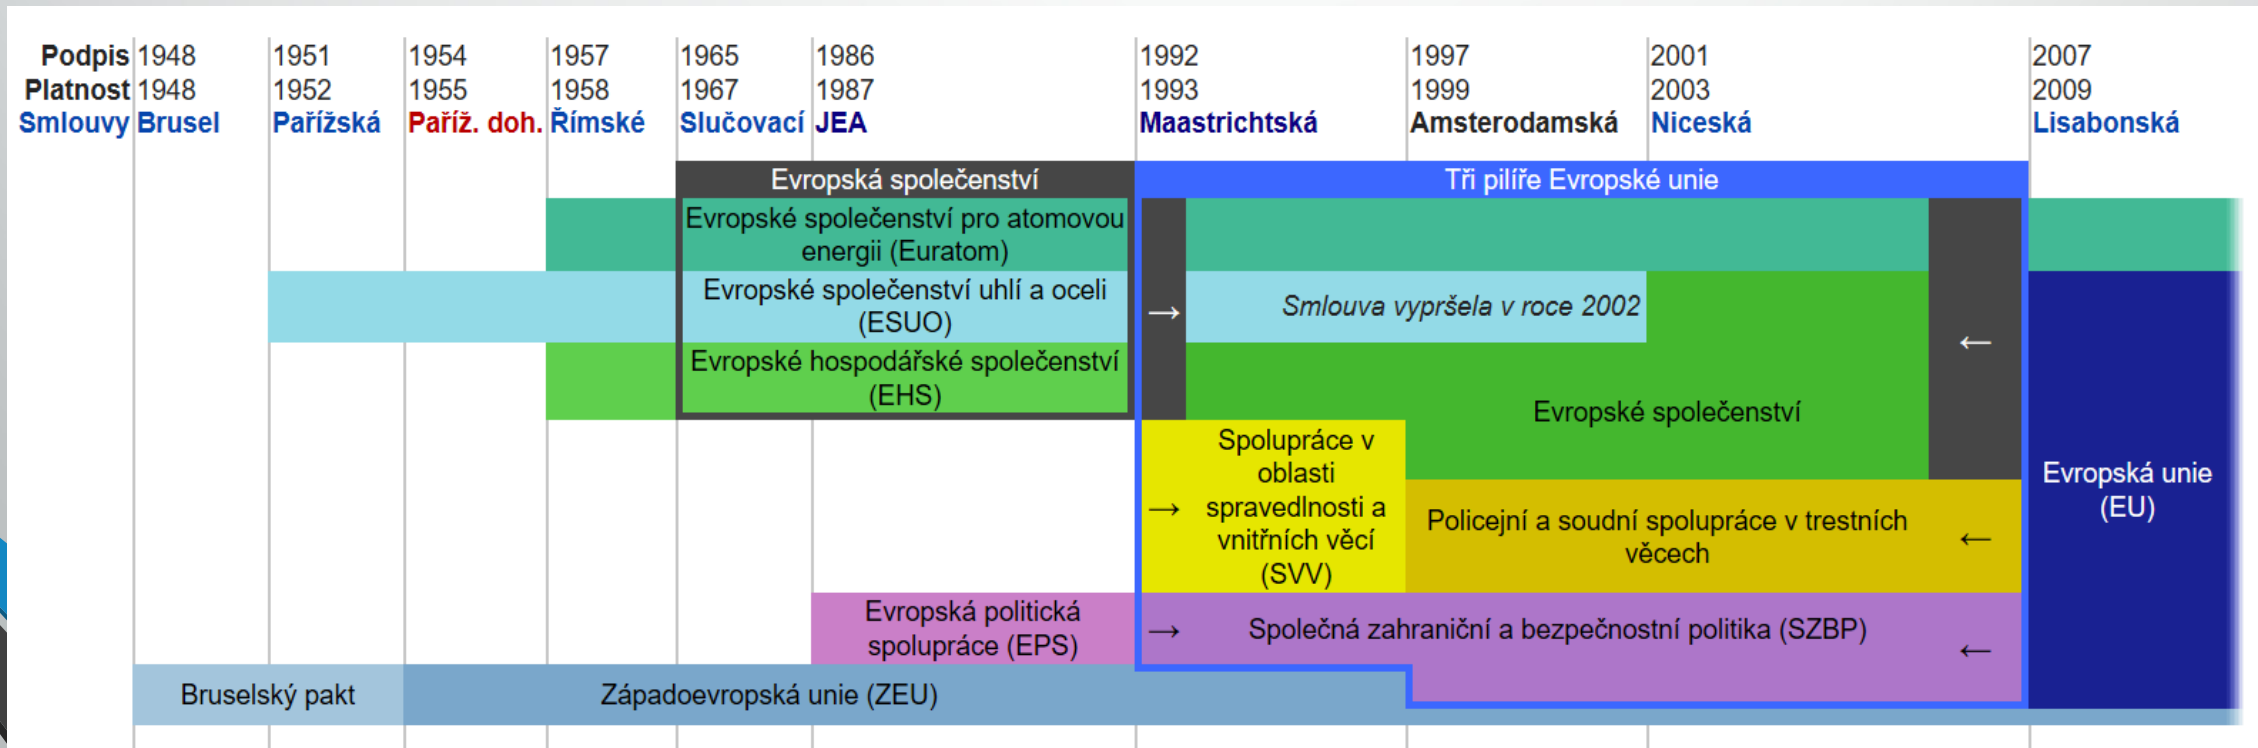 Podpis 1948 1951 1954 1957 1965 1986 1992 1997 2001 2007
Platnost 1948 1952 1955 1958 1967 1987 1993 1999 2003 2009
Smlouvy Brusel Pařížská Paříž. doh. Římské Slučovací JEA Maastrichtská Amsterodamská Niceská Lisabonská
Evropská společenství
Tři pilíře Evropské unie
Evropské společenství pro atomovou
energii (Euratom)
Evropské společenství uhlí a oceli
(ESUO)
→
Smlouva vypršela v roce 2002
←
Evropské hospodářské společenství
(EHS)
Evropské společenství
Spolupráce v
oblasti
→ spravedlnosti a
vnitřních věcí
(SVV)
Policejní a soudní spolupráce v trestních
věcech
←
Evropská unie
(EU)
Evropská politická
spolupráce (EPS)
→ Společná zahraniční a bezpečnostní politika (SZBP)
←
Bruselský pakt
Západoevropská unie (ZEU)